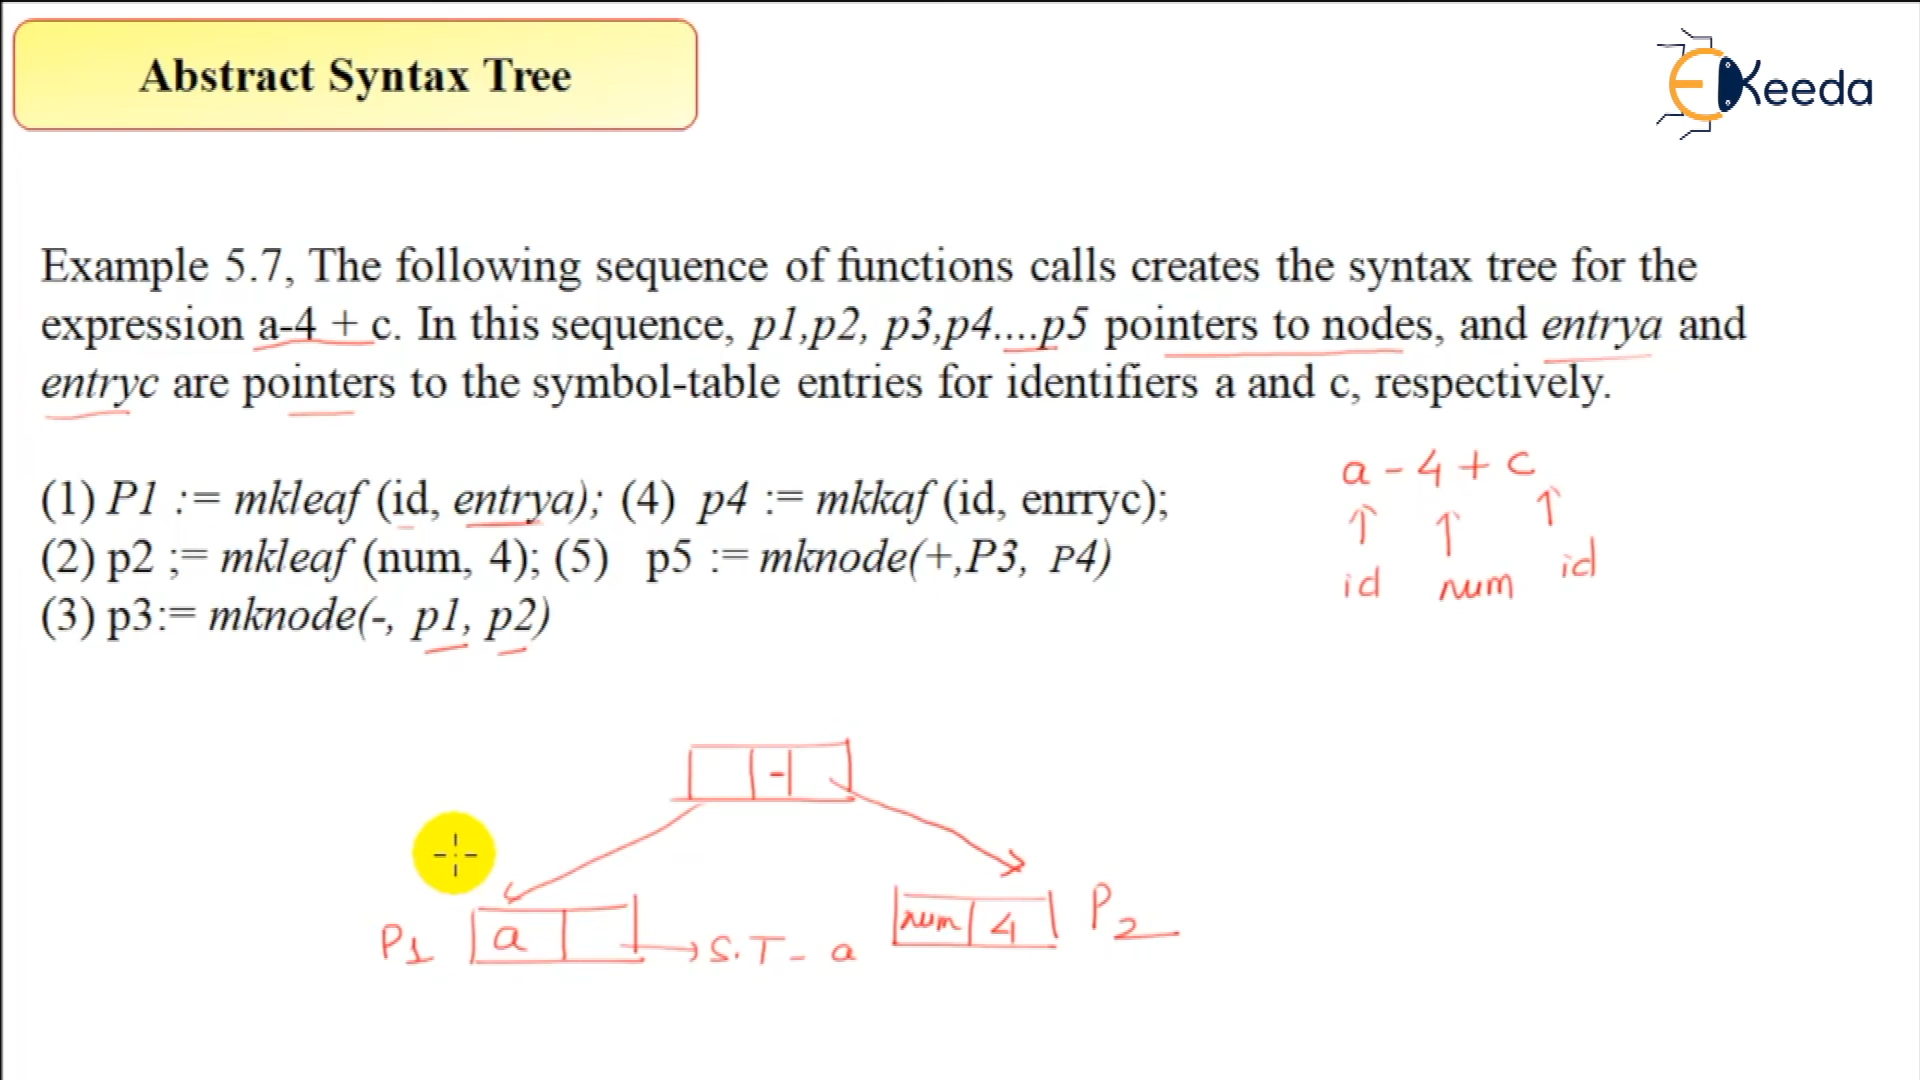 Abstract Syntax Tree
EKeeda
Example 5.7, The following sequence of functions calls creates the syntax tree for the
expression a-4 + c. In this sequence, p1,p2, p3,p4....p5 pointers to nodes, and entrya and
entryc are pointers to the symbol-table entries for identifiers a and c, respectively.
(1) P1 := mkleaf (id, entrya); (4) p4 := mkkaf (id, enrryc);
(2) p2 ;= mkleaf (num, 4); (5) p5 := mknode(+,P3, P4)
(3) p3:= mknode(-, p1, p2)
a - 4 + c
id num id
-
P1 a → S.T - a num 4 P2